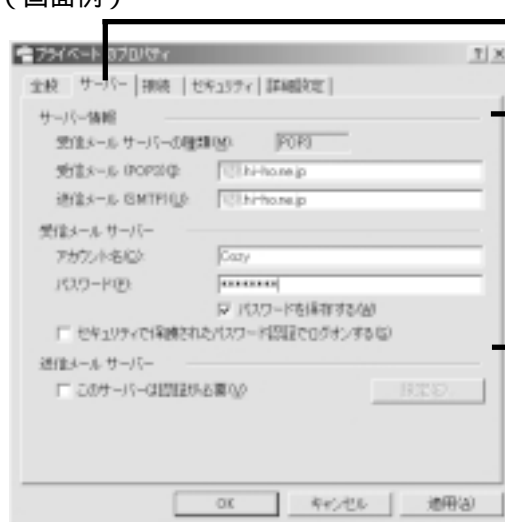 (画面例)
プライベートのプロパティ
全般 サーバー 接続 セキュリティ 詳細設定
サーバー情報
受信メール サーバーの種類(M): POP3
受信メール (POP3)(I):
.hi-ho.ne.jp
送信メール (SMTP)(U):
.hi-ho.ne.jp
受信メール サーバー
アカウント名(C): Cozy
パスワード(P): ********
パスワードを保存する(W)
セキュリティで保護されたパスワード認証でログオンする(S)
送信メール サーバー
このサーバーは認証が必要(V) 設定(E)...
OK キャンセル 適用(A)